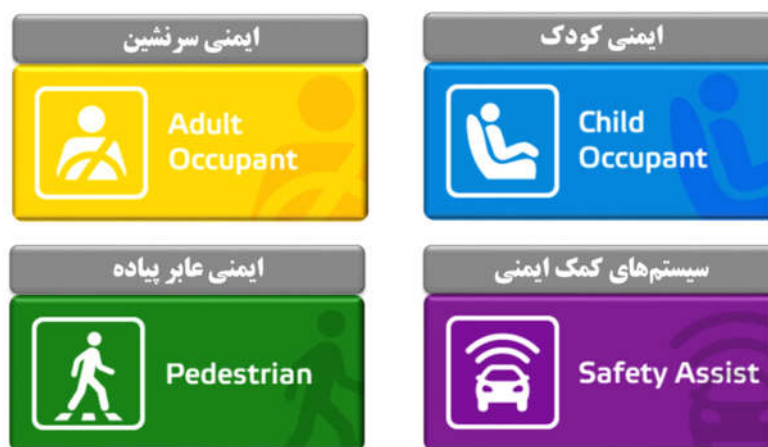 ایمنی سرنشین
Adult
Occupant
ایمنی کودک
Child
Occupant
ایمنی عابر پیاده
Pedestrian
سیستم‌های کمک ایمنی
Safety Assist